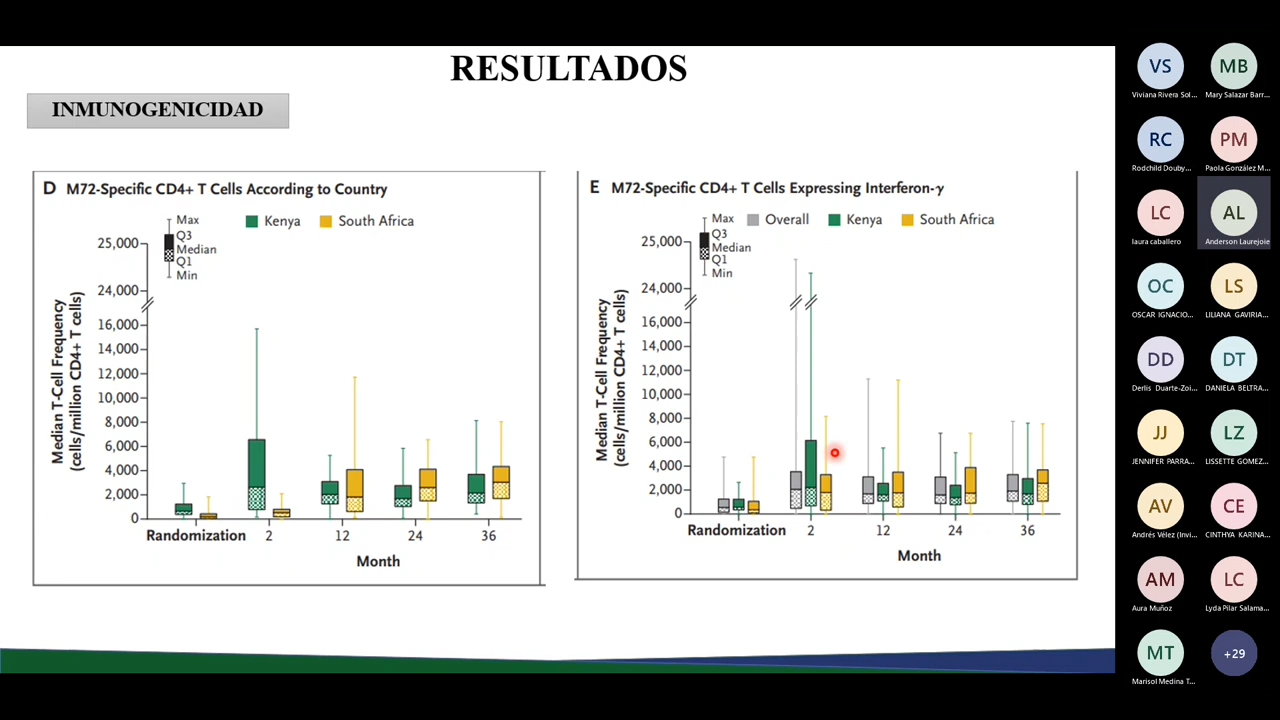 RESULTADOS
INMUNOGENICIDAD
D M72-Specific CD4+ T Cells According to Country
Max
Q3
Median
Q1
Min
Kenya
South Africa
Median T-Cell Frequency
(cells/million CD4+ T cells)
25,000
24,000
16,000
14,000
12,000
10,000
8,000
6,000
4,000
2,000
0
Randomization 2 12 24 36
Month
E M72-Specific CD4+ T Cells Expressing Interferon-γ
Max
Q3
Median
Q1
Min
Overall
Kenya
South Africa
Median T-Cell Frequency
(cells/million CD4+ T cells)
25,000
24,000
16,000
14,000
12,000
10,000
8,000
6,000
4,000
2,000
0
Randomization 2 12 24 36
Month
VS MB
Viviana Rivera Sol... Mary Salazar Barr...
RC PM
Rodchild Douby... Paola González M...
LC AL
laura caballero Anderson Laurejoie
OC LS
OSCAR IGNACIO... LILIANA GAVIRIA...
DD DT
Derlis Duarte-Zoi... DANIELA BELTRA...
JJ LZ
JENNIFER PARRA... LISSETTE GOMEZ...
AV CE
Andrés Vélez (Invi... CINTHYA KARINA...
AM LC
Aura Muñoz Lyda Pilar Salama...
MT +29
Marisol Medina T...